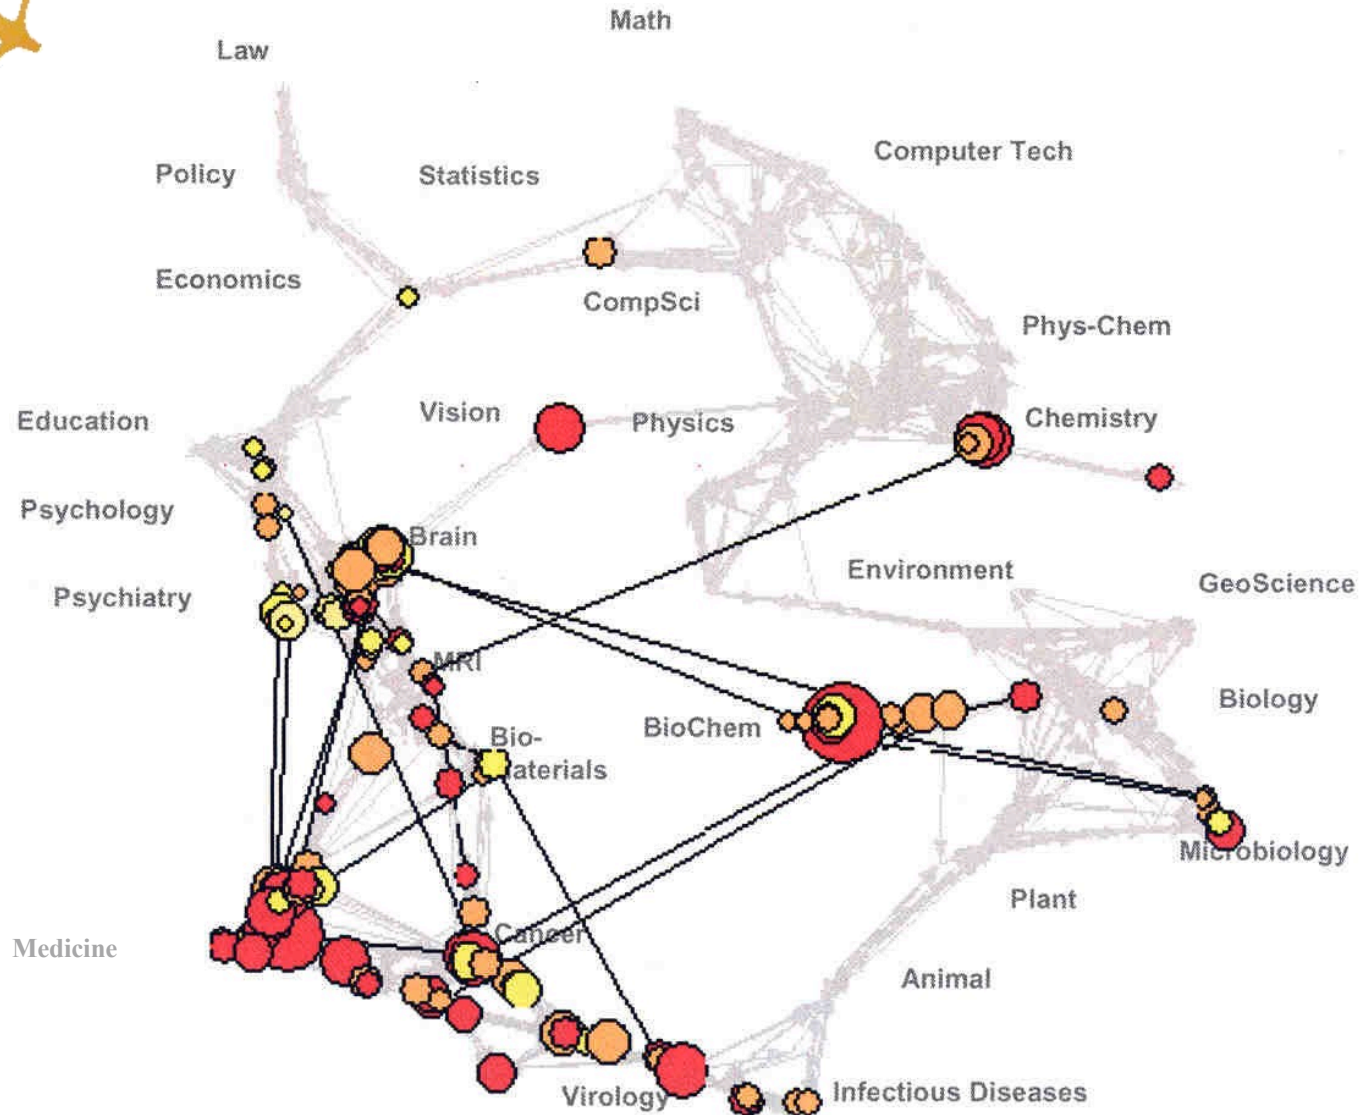 Math
Law
Computer Tech
Policy
Statistics
Economics
CompSci
Phys-Chem
Education
Vision
Physics
Chemistry
Psychology
Brain
Environment
GeoScience
Psychiatry
MRI
Biology
BioChem
Bio-
materials
Microbiology
Plant
Medicine
Cancer
Animal
Virology
Infectious Diseases